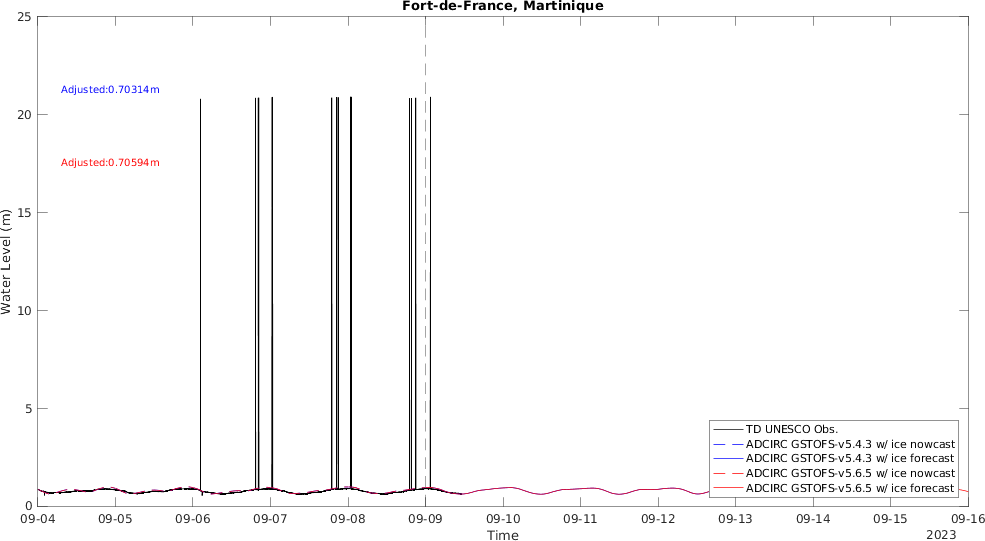 Fort-de-France, Martinique
25
20
15
10
5
0
Water Level (m)
Adjusted:0.70314m
Adjusted:0.70594m
TD UNESCO Obs.
ADCIRC GSTOFS-v5.4.3 w/ ice nowcast
ADCIRC GSTOFS-v5.4.3 w/ ice forecast
ADCIRC GSTOFS-v5.6.5 w/ ice nowcast
ADCIRC GSTOFS-v5.6.5 w/ ice forecast
09-04 09-05 09-06 09-07 09-08 09-09 09-10 09-11 09-12 09-13 09-14 09-15 09-16
Time
2023